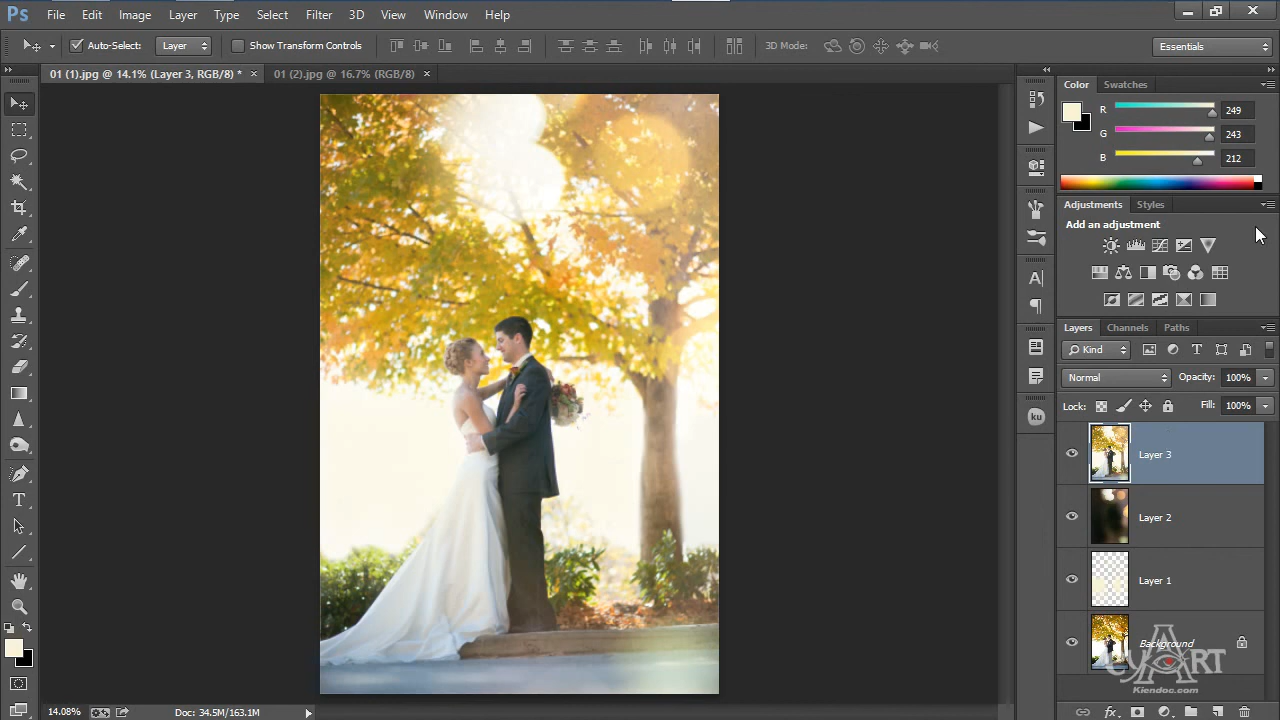 Ps File Edit Image Layer Type Select Filter 3D View Window Help
Auto-Select: Layer Show Transform Controls 3D Mode: Essentials
01 (1).jpg @ 14.1% (Layer 3, RGB/8) * × 01 (2).jpg @ 16.7% (RGB/8) ×
Color Swatches
R 249
G 243
B 212
Adjustments Styles
Add an adjustment
Layers Channels Paths
Kind
Normal Opacity: 100%
Lock: Fill: 100%
ku
Layer 3
Layer 2
Layer 1
Background
CYART
Kiendoc.com
14.08% Doc: 34.5M/163.1M